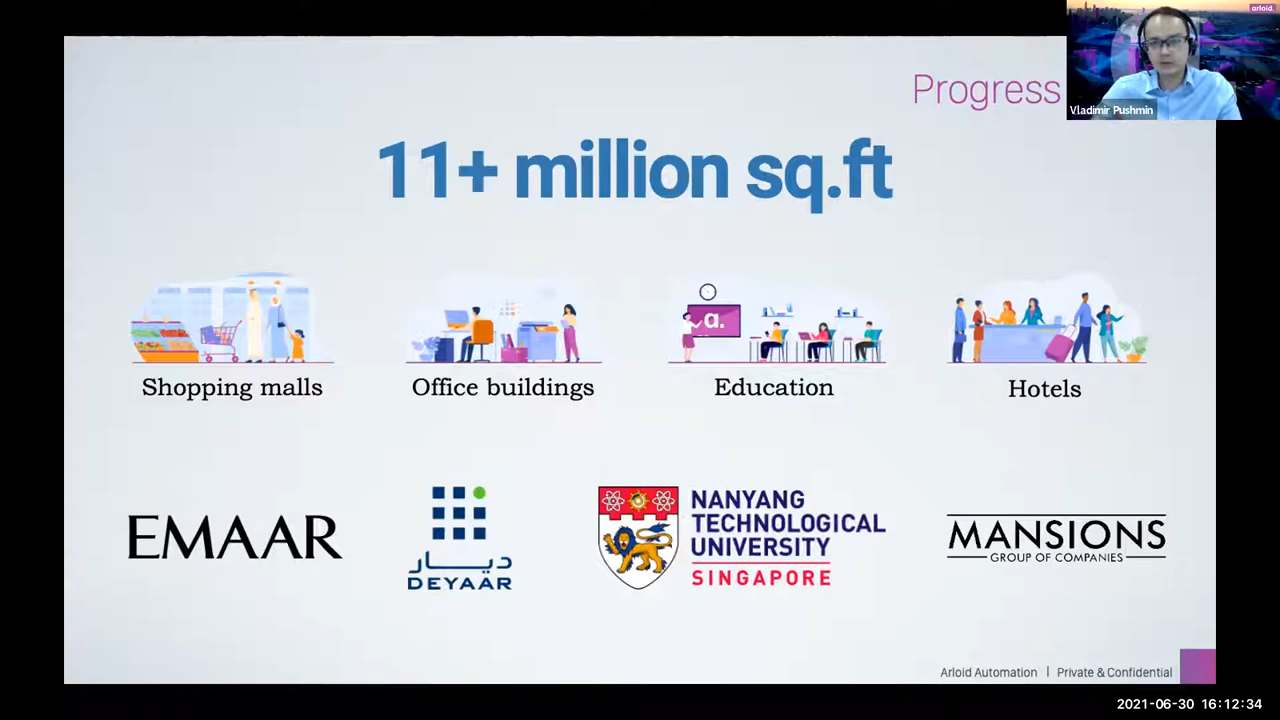 arloid.
Vladimir Pushmin
Progress
11+ million sq.ft
a.
Shopping malls
Office buildings
Education
Hotels
EMAAR
ديار
DEYAAR
NANYANG
TECHNOLOGICAL
UNIVERSITY
SINGAPORE
MANSIONS
GROUP OF COMPANIES
Arloid Automation | Private & Confidential
2021-06-30 16:12:34